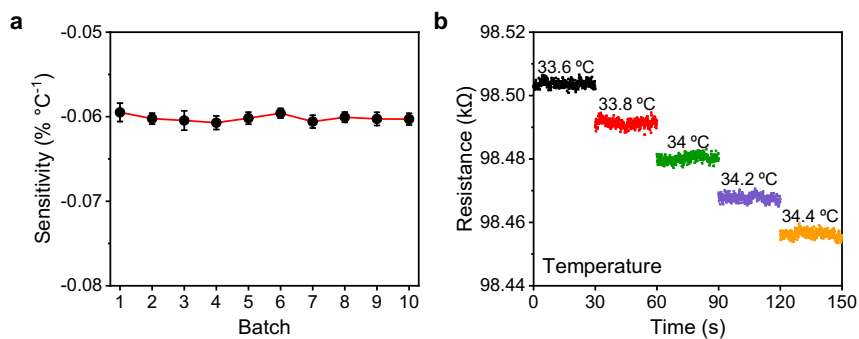 a
-0.05
-0.06
-0.07
-0.08
Sensitivity (% °C⁻¹)
1 2 3 4 5 6 7 8 9 10
Batch
b
98.52
98.50
98.48
98.46
98.44
Resistance (kΩ)
33.6 ºC
33.8 ºC
34 ºC
34.2 ºC
34.4 ºC
Temperature
0 30 60 90 120 150
Time (s)